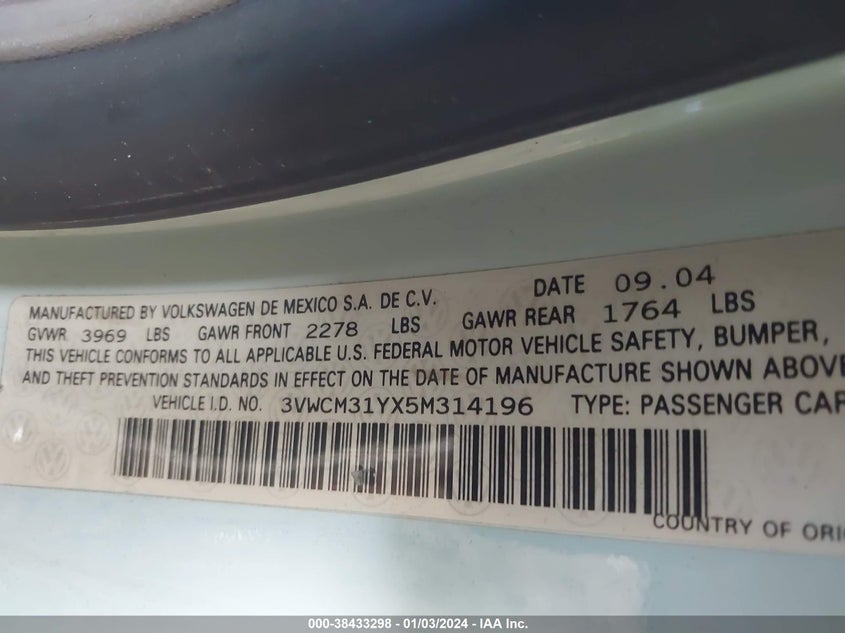 MANUFACTURED BY VOLKSWAGEN DE MEXICO S.A. DE C.V. DATE 09.04
GVWR 3969 LBS GAWR FRONT 2278 LBS GAWR REAR 1764 LBS
THIS VEHICLE CONFORMS TO ALL APPLICABLE U.S. FEDERAL MOTOR VEHICLE SAFETY, BUMPER,
AND THEFT PREVENTION STANDARDS IN EFFECT ON THE DATE OF MANUFACTURE SHOWN ABOVE
VEHICLE I.D. NO. 3VWCM31YX5M314196 TYPE: PASSENGER CAR
COUNTRY OF ORI
000-38433298 - 01/03/2024 - IAA Inc.